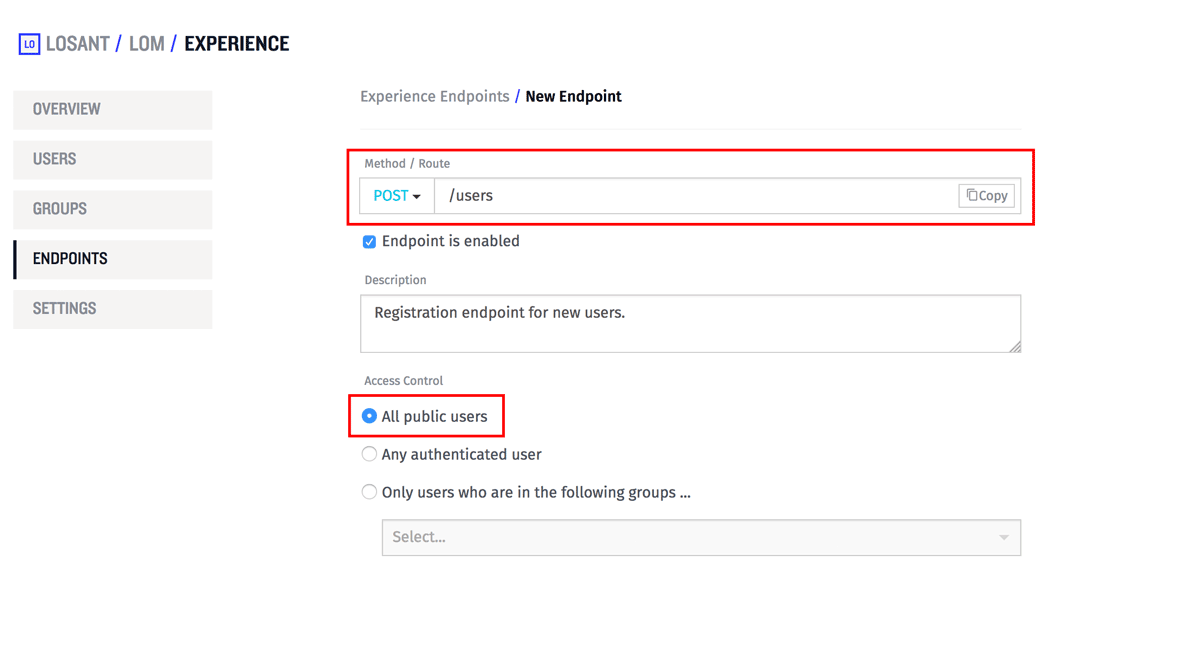 LO LOSANT / LOM / EXPERIENCE
OVERVIEW
USERS
GROUPS
ENDPOINTS
SETTINGS
Experience Endpoints / New Endpoint
Method / Route
POST /users Copy
Endpoint is enabled
Description
Registration endpoint for new users.
Access Control
All public users
Any authenticated user
Only users who are in the following groups ...
Select...